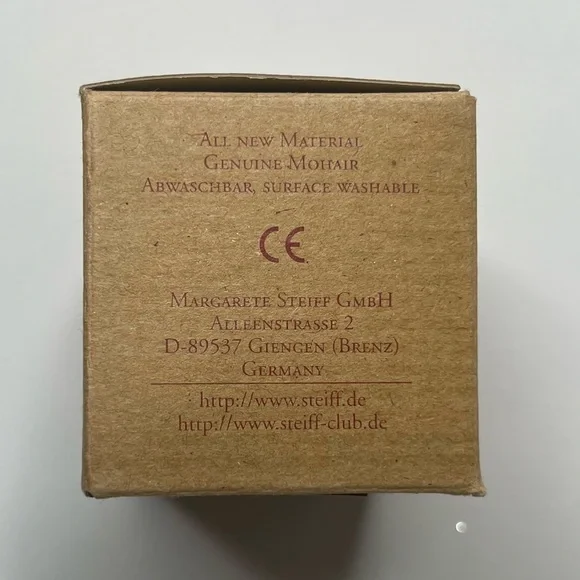 All new Material
Genuine Mohair
Abwaschbar, surface washable
CE
Margarete Steiff GmbH
Alleenstrasse 2
D-89537 Giengen (Brenz)
Germany
http://www.steiff.de
http://www.steiff-club.de